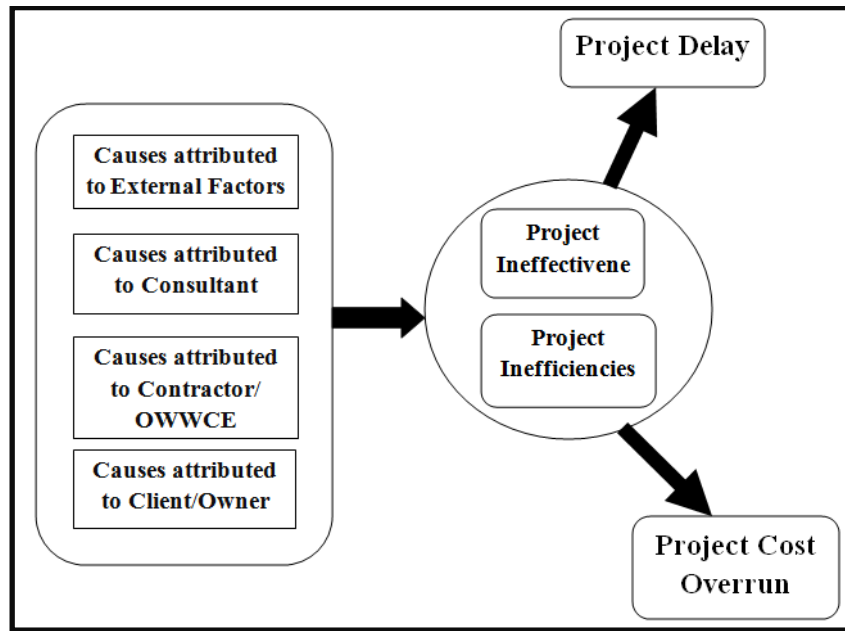 Causes attributed
to External Factors
Causes attributed
to Consultant
Causes attributed
to Contractor/
OWWCE
Causes attributed
to Client/Owner
Project
Ineffectivene
Project
Inefficiencies
Project Delay
Project Cost
Overrun